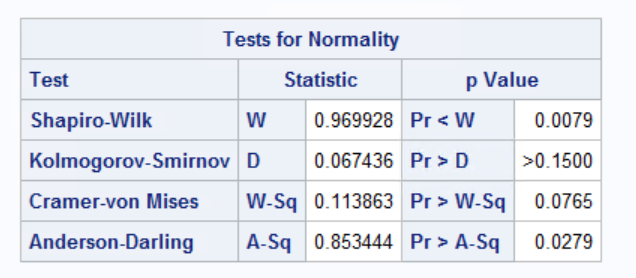 Tests for Normality
Test Statistic p Value
Shapiro-Wilk W 0.969928 Pr < W 0.0079
Kolmogorov-Smirnov D 0.067436 Pr > D >0.1500
Cramer-von Mises W-Sq 0.113863 Pr > W-Sq 0.0765
Anderson-Darling A-Sq 0.853444 Pr > A-Sq 0.0279